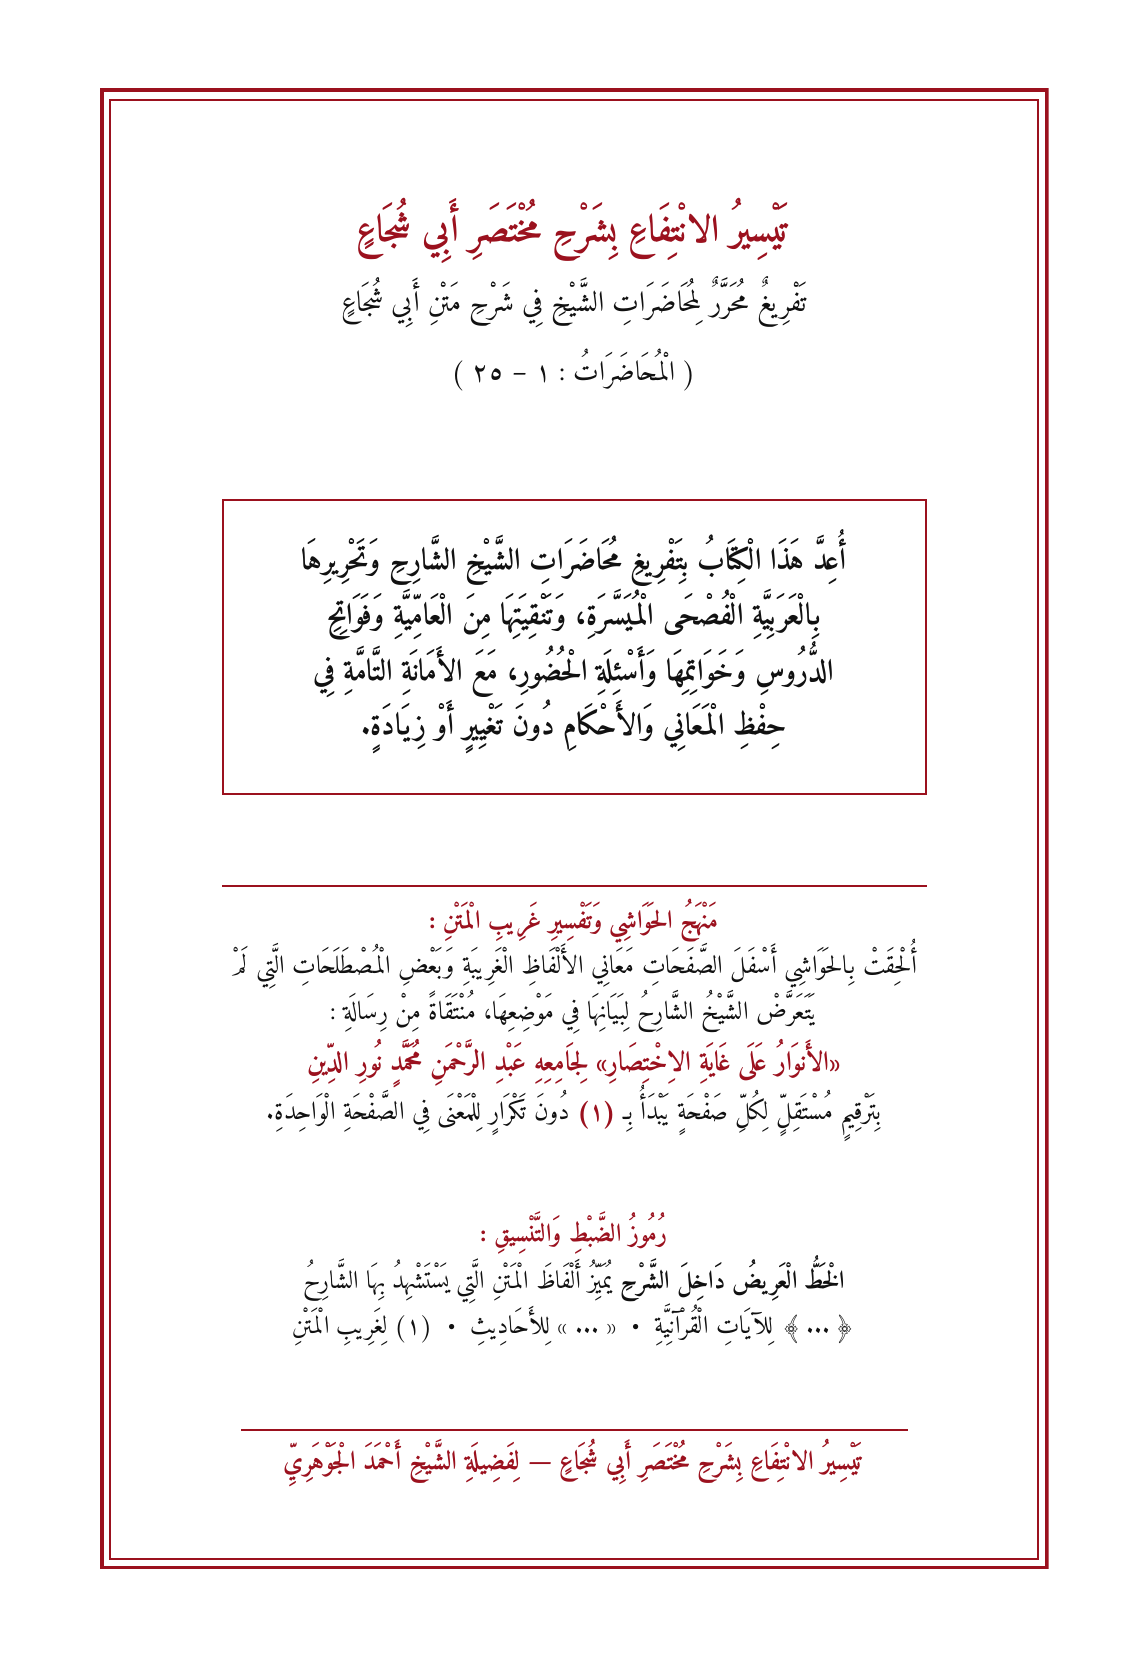 تَيْسِيرُ الانْتِفَاعِ بِشَرْحِ مُخْتَصَرِ أَبِي شُجَاعٍ
تَفْرِيغٌ مُحَرَّرٌ لِمُحَاضَرَاتِ الشَّيْخِ فِي شَرْحِ مَتْنِ أَبِي شُجَاعٍ
( الْمُحَاضَرَاتُ : ١ – ٢٥ )
أُعِدَّ هَذَا الْكِتَابُ بِتَفْرِيغِ مُحَاضَرَاتِ الشَّيْخِ الشَّارِحِ وَتَحْرِيرِهَا
بِالْعَرَبِيَّةِ الْفُصْحَى الْمُيَسَّرَةِ، وَتَنْقِيَتِهَا مِنَ الْعَامِّيَّةِ وَفَوَاتِحِ
الدُّرُوسِ وَخَوَاتِمِهَا وَأَسْئِلَةِ الْحُضُورِ، مَعَ الأَمَانَةِ التَّامَّةِ فِي
حِفْظِ الْمَعَانِي وَالأَحْكَامِ دُونَ تَغْيِيرٍ أَوْ زِيَادَةٍ.
مَنْهَجُ الحَوَاشِي وَتَفْسِيرِ غَرِيبِ الْمَتْنِ :
أُلْحِقَتْ بِالحَوَاشِي أَسْفَلَ الصَّفَحَاتِ مَعَانِي الأَلْفَاظِ الْغَرِيبَةِ وَبَعْضِ الْمُصْطَلَحَاتِ الَّتِي لَمْ
يَتَعَرَّضْ الشَّيْخُ الشَّارِحُ لِبَيَانِهَا فِي مَوْضِعِهَا، مُنْتَقَاةً مِنْ رِسَالَةِ :
«الأَنوَارُ عَلَى غَايَةِ الاِخْتِصَارِ» لِجَامِعِهِ عَبْدِ الرَّحْمَنِ مُحَمَّدٍ نُورِ الدِّينِ
بِتَرْقِيمٍ مُسْتَقِلٍّ لِكُلِّ صَفْحَةٍ يَبْدَأُ بِـ (١) دُونَ تَكْرَارٍ لِلْمَعْنَى فِي الصَّفْحَةِ الْوَاحِدَةِ.
رُمُوزُ الضَّبْطِ وَالتَّنْسِيقِ :
الْخَطُّ الْعَرِيضُ دَاخِلَ الشَّرْحِ يُمَيِّزُ أَلْفَاظَ الْمَتْنِ الَّتِي يَسْتَشْهِدُ بِهَا الشَّارِحُ
﴿ ... ﴾ لِلآيَاتِ الْقُرْآنِيَّةِ • « ... » لِلأَحَادِيثِ • (١) لِغَرِيبِ الْمَتْنِ
تَيْسِيرُ الانْتِفَاعِ بِشَرْحِ مُخْتَصَرِ أَبِي شُجَاعٍ — لِفَضِيلَةِ الشَّيْخِ أَحْمَدَ الْجَوْهَرِيِّ